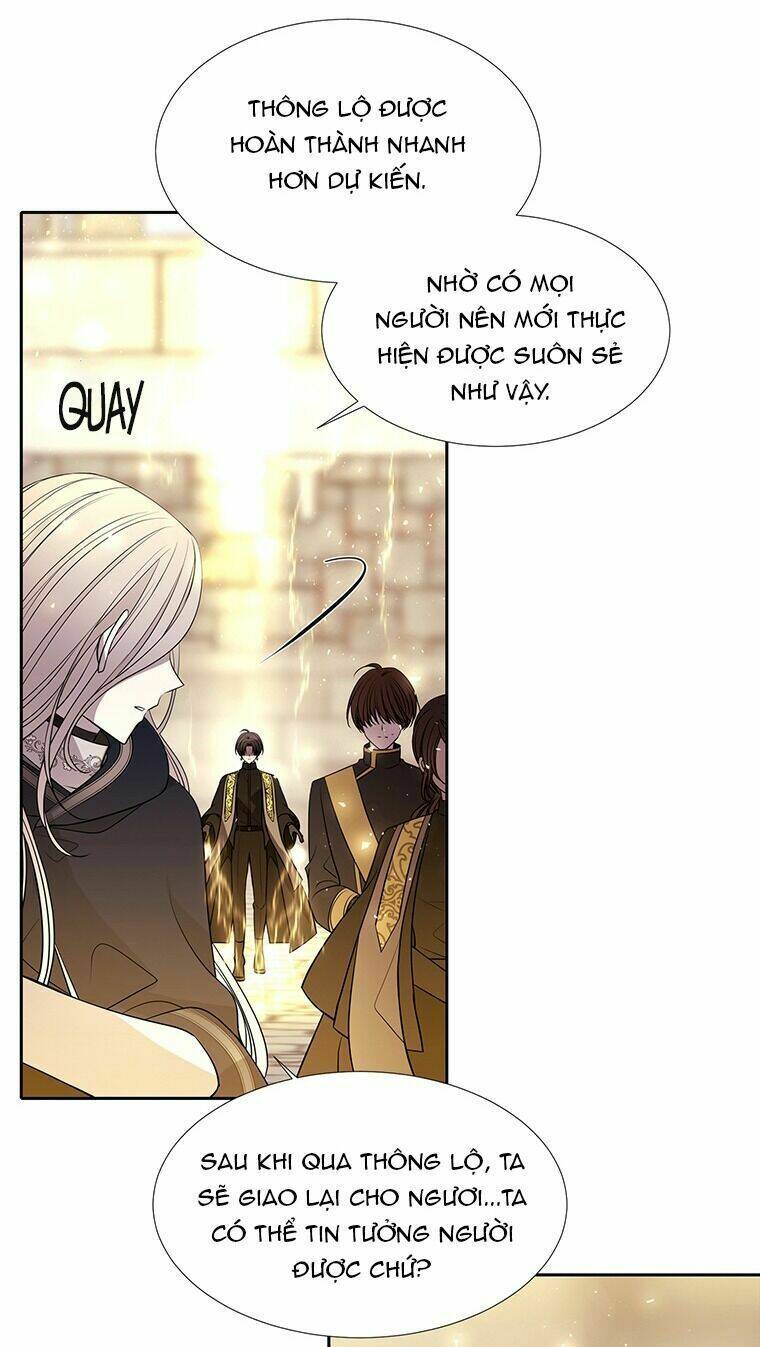 THÔNG LỘ ĐƯỢC
HOÀN THÀNH NHANH
HƠN DỰ KIẾN.
NHỜ CÓ MỌI
NGƯỜI NÊN MỚI THỰC
HIỆN ĐƯỢC SUÔN SẺ
NHƯ VẬY.
QUAY
SAU KHI QUA THÔNG LỘ, TA
SẼ GIAO LẠI CHO NGƯƠI...TA
CÓ THỂ TIN TƯỞNG NGƯỜI
ĐƯỢC CHỨ?